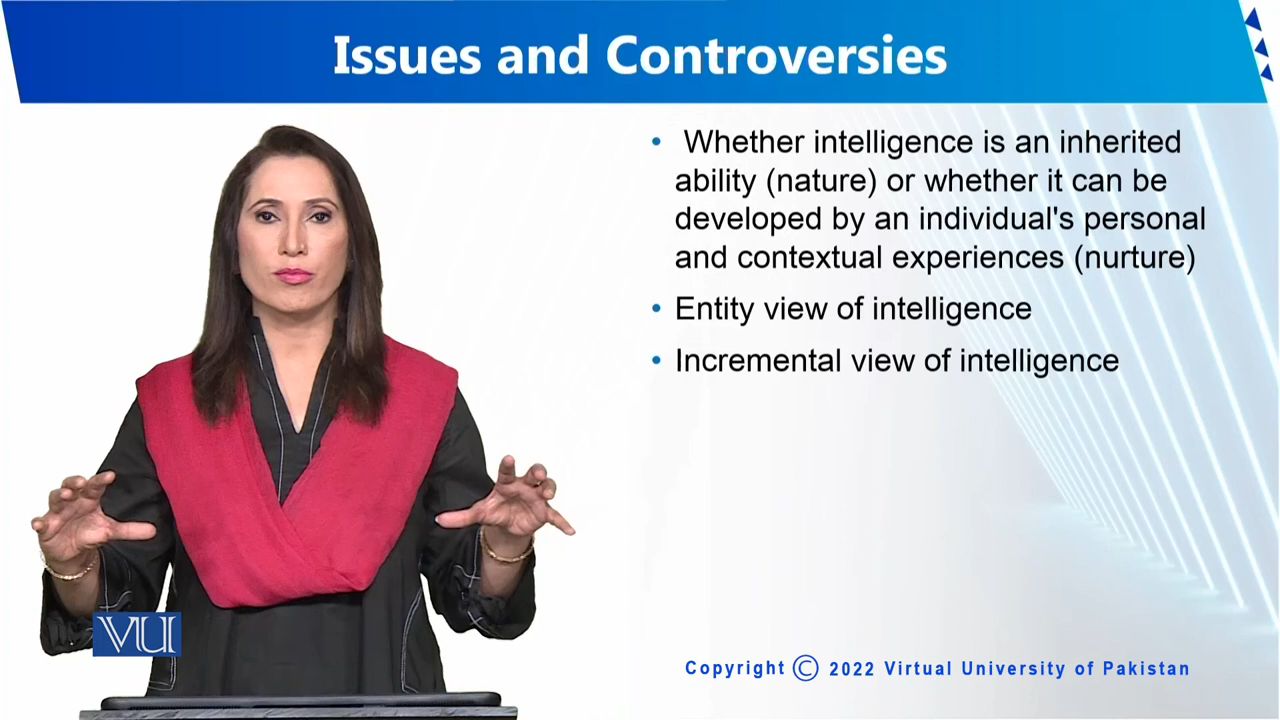 Issues and Controversies
• Whether intelligence is an inherited
ability (nature) or whether it can be
developed by an individual's personal
and contextual experiences (nurture)
• Entity view of intelligence
• Incremental view of intelligence
VU
Copyright © 2022 Virtual University of Pakistan